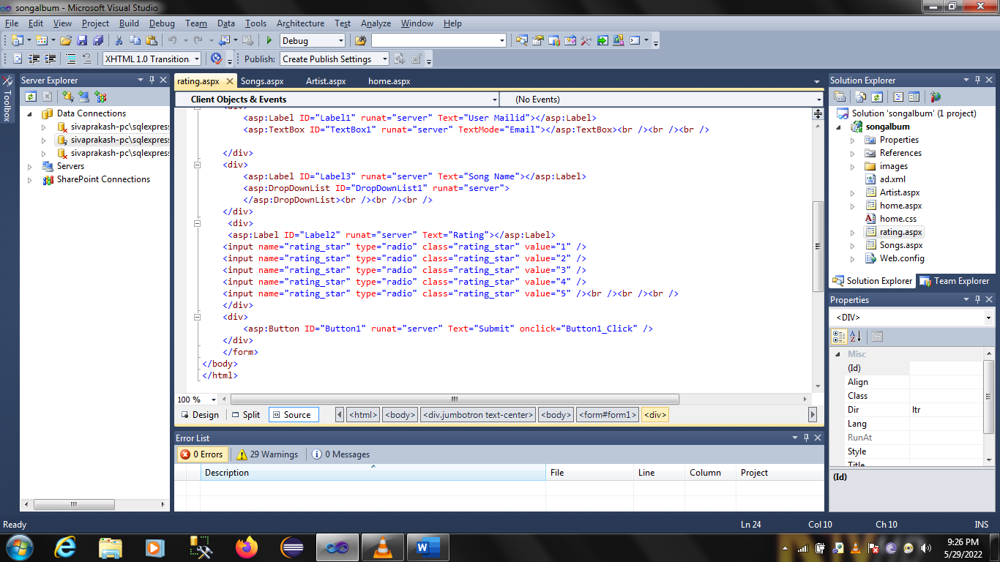 songalbum - Microsoft Visual Studio
File Edit View Project Build Debug Team Data Tools Architecture Test Analyze Window Help
Debug
XHTML 1.0 Transition Publish: Create Publish Settings
Toolbox
Server Explorer
Data Connections
sivaprakash-pc\sqlexpres
sivaprakash-pc\sqlexpres
sivaprakash-pc\sqlexpres
Servers
SharePoint Connections
rating.aspx Songs.aspx Artist.aspx home.aspx
Client Objects & Events (No Events)
<div>
<asp:Label ID="Label1" runat="server" Text="User Mailid"></asp:Label>
<asp:TextBox ID="TextBox1" runat="server" TextMode="Email"></asp:TextBox><br /><br /><br />
</div>
<div>
<asp:Label ID="Label3" runat="server" Text="Song Name"></asp:Label>
<asp:DropDownList ID="DropDownList1" runat="server">
</asp:DropDownList><br /><br /><br />
</div>
<div>
<asp:Label ID="Label2" runat="server" Text="Rating"></asp:Label>
<input name="rating_star" type="radio" class="rating_star" value="1" />
<input name="rating_star" type="radio" class="rating_star" value="2" />
<input name="rating_star" type="radio" class="rating_star" value="3" />
<input name="rating_star" type="radio" class="rating_star" value="4" />
<input name="rating_star" type="radio" class="rating_star" value="5" /><br /><br /><br />
</div>
<div>
<asp:Button ID="Button1" runat="server" Text="Submit" onclick="Button1_Click" />
</div>
</form>
</body>
</html>
100 %
Design Split Source <html> <body> <div.jumbotron text-center> <body> <form#form1> <div>
Error List
0 Errors 29 Warnings 0 Messages
Description File Line Column Project
Solution Explorer
Solution 'songalbum' (1 project)
songalbum
Properties
References
images
ad.xml
Artist.aspx
home.aspx
home.css
rating.aspx
Songs.aspx
Web.config
Solution Explorer Team Explorer
Properties
<DIV>
Misc
(Id)
Align
Class
Dir ltr
Lang
RunAt
Style
Title
(Id)
Ready Ln 24 Col 10 Ch 10 INS
9:26 PM
5/29/2022